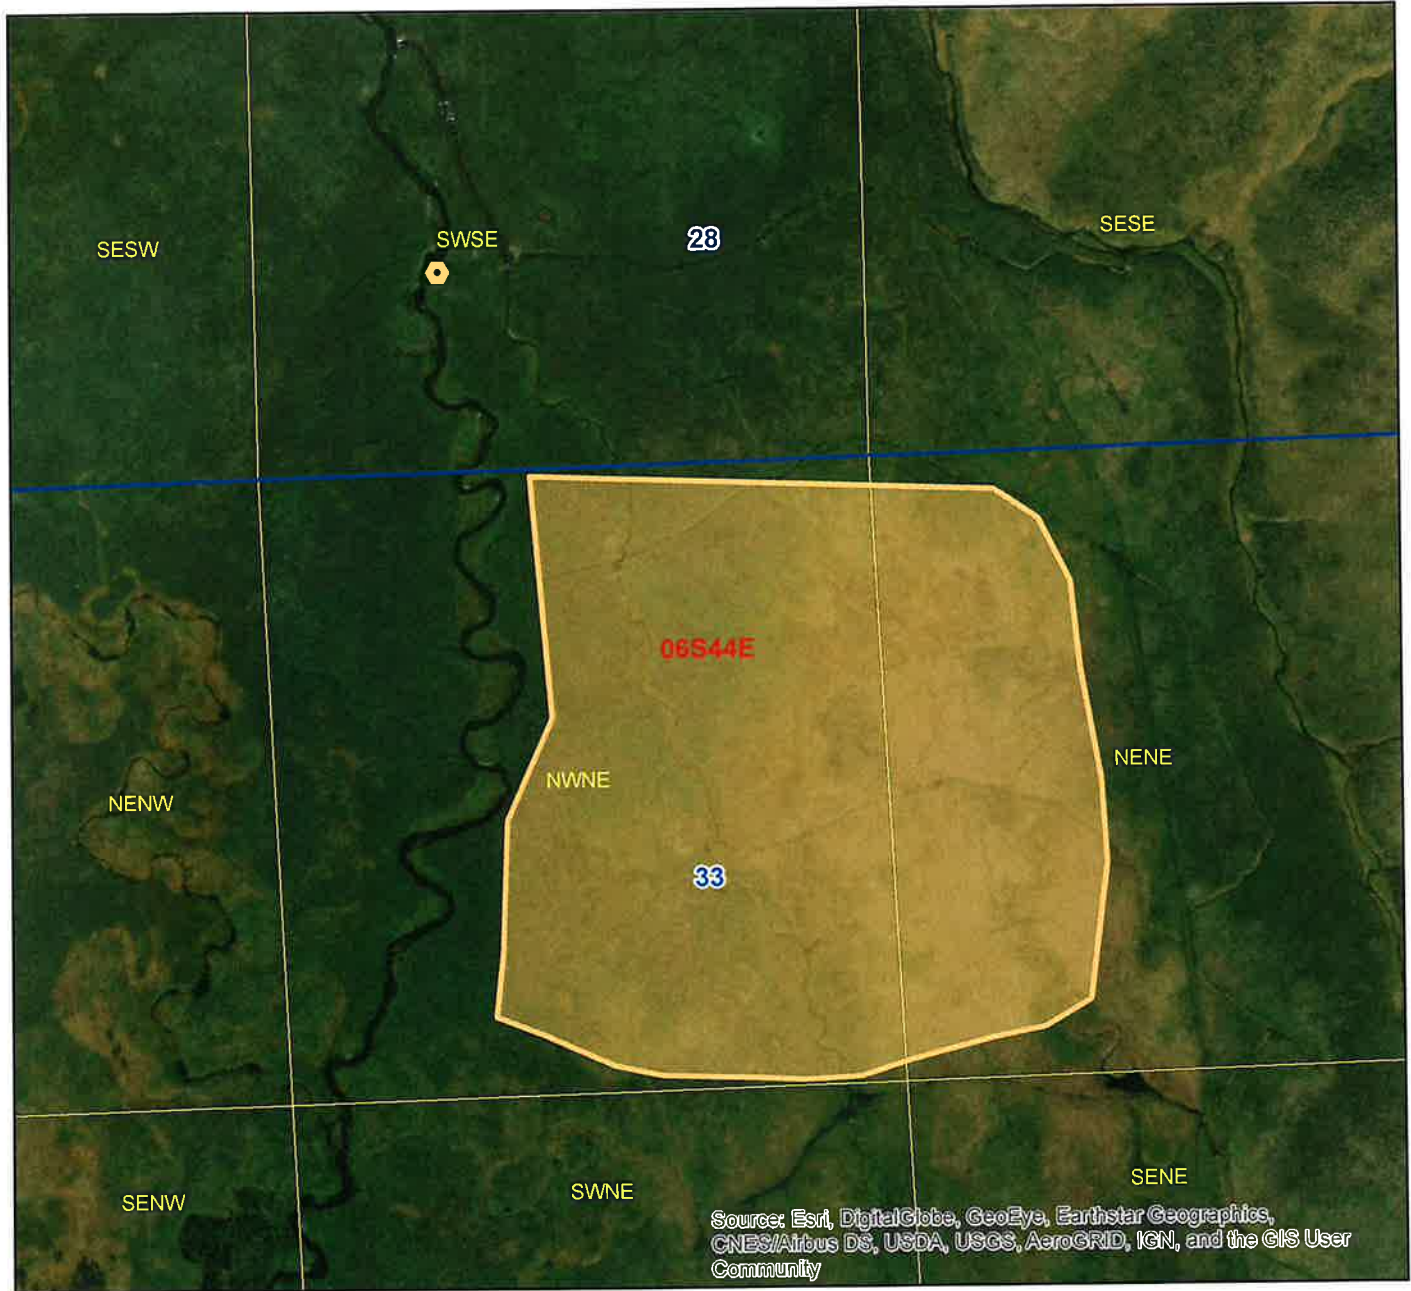 SESW
SWSE
28
SESE
06S44E
NENW
NWNE
NENE
33
SENW
SWNE
SENE
Source: Esri, DigitalGlobe, GeoEye, Earthstar Geographics,
CNES/Airbus DS, USDA, USGS, AeroGRID, IGN, and the GIS User
Community